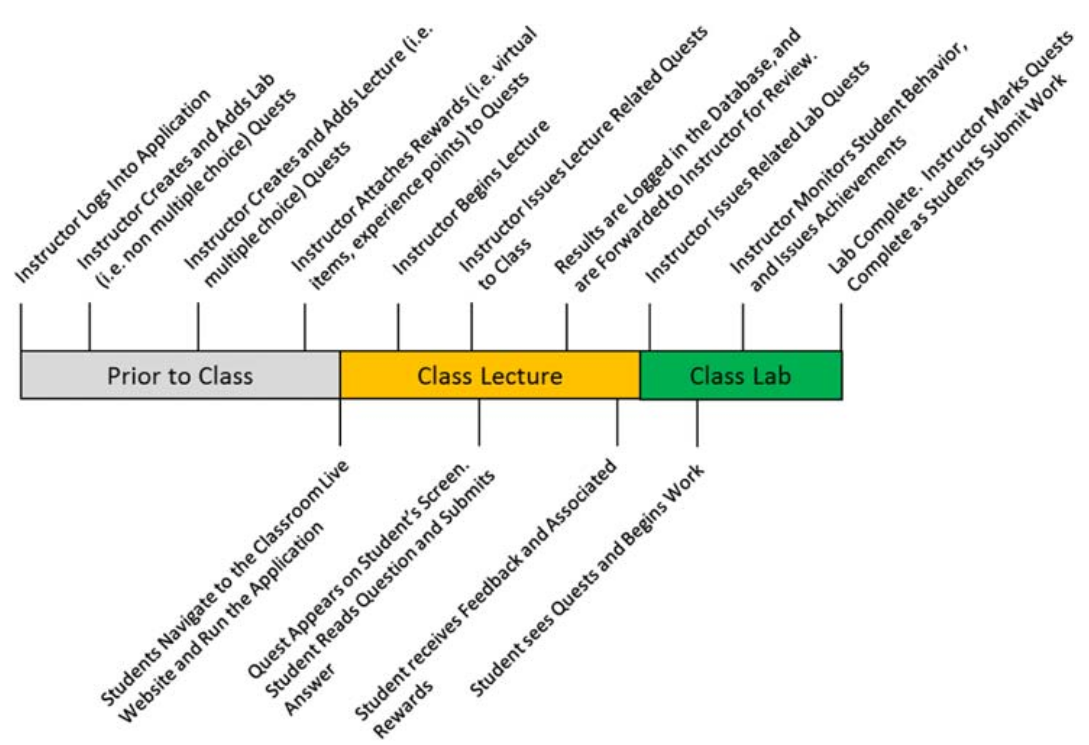 Instructor Logs Into Application
Instructor Creates and Adds Lab
(i.e. non multiple choice) Quests
Instructor Creates and Adds Lecture (i.e.
multiple choice) Quests
Instructor Attaches Rewards (i.e. virtual
items, experience points) to Quests
Instructor Begins Lecture
Instructor Issues Lecture Related Quests
to Class
Results are Logged in the Database, and
are Forwarded to Instructor for Review.
Instructor Issues Related Lab Quests
Instructor Monitors Student Behavior,
and Issues Achievements
Lab Complete. Instructor Marks Quests
Complete as Students Submit Work
Prior to Class
Class Lecture
Class Lab
Students Navigate to the Classroom Live
Website and Run the Application
Quest Appears on Student's Screen.
Student Reads Question and Submits
Answer
Student receives Feedback and Associated
Rewards
Student sees Quests and Begins Work